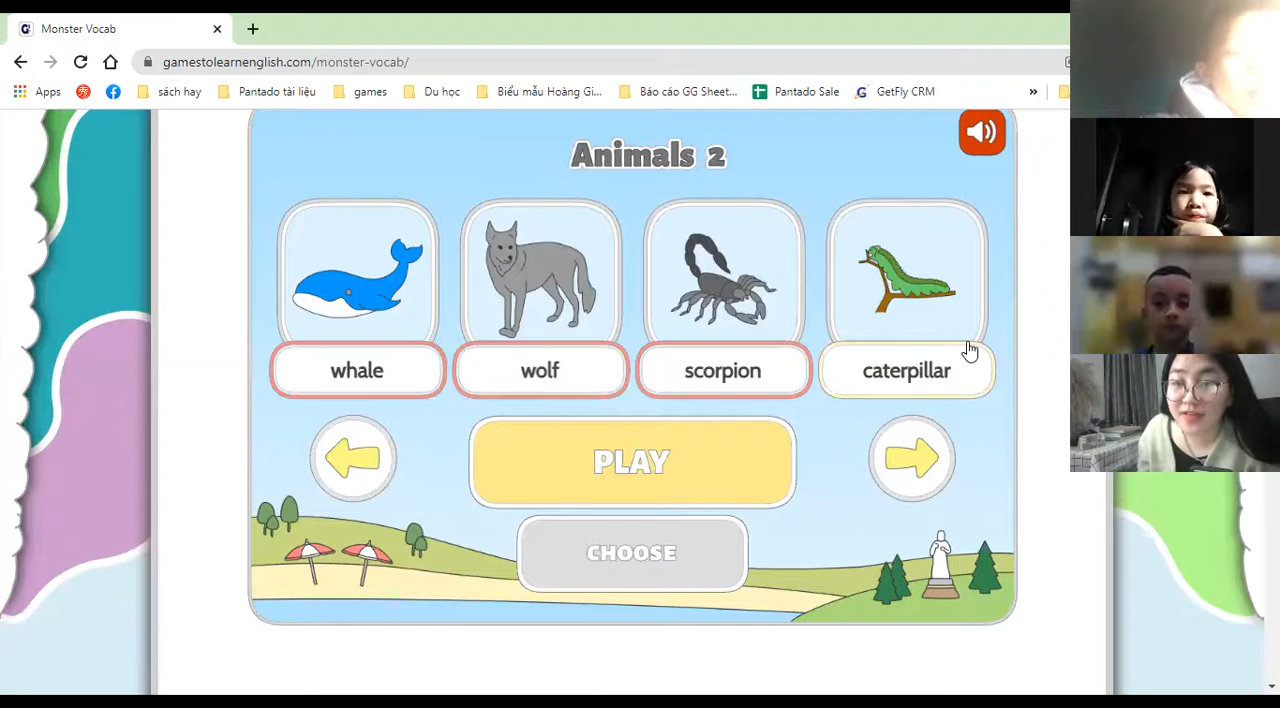 Monster Vocab
gamestolearnenglish.com/monster-vocab/
Apps sách hay Pantado tài liệu games Du học Biểu mẫu Hoàng Gi... Báo cáo GG Sheet... Pantado Sale GetFly CRM »
Animals 2
whale wolf scorpion caterpillar
PLAY
CHOOSE